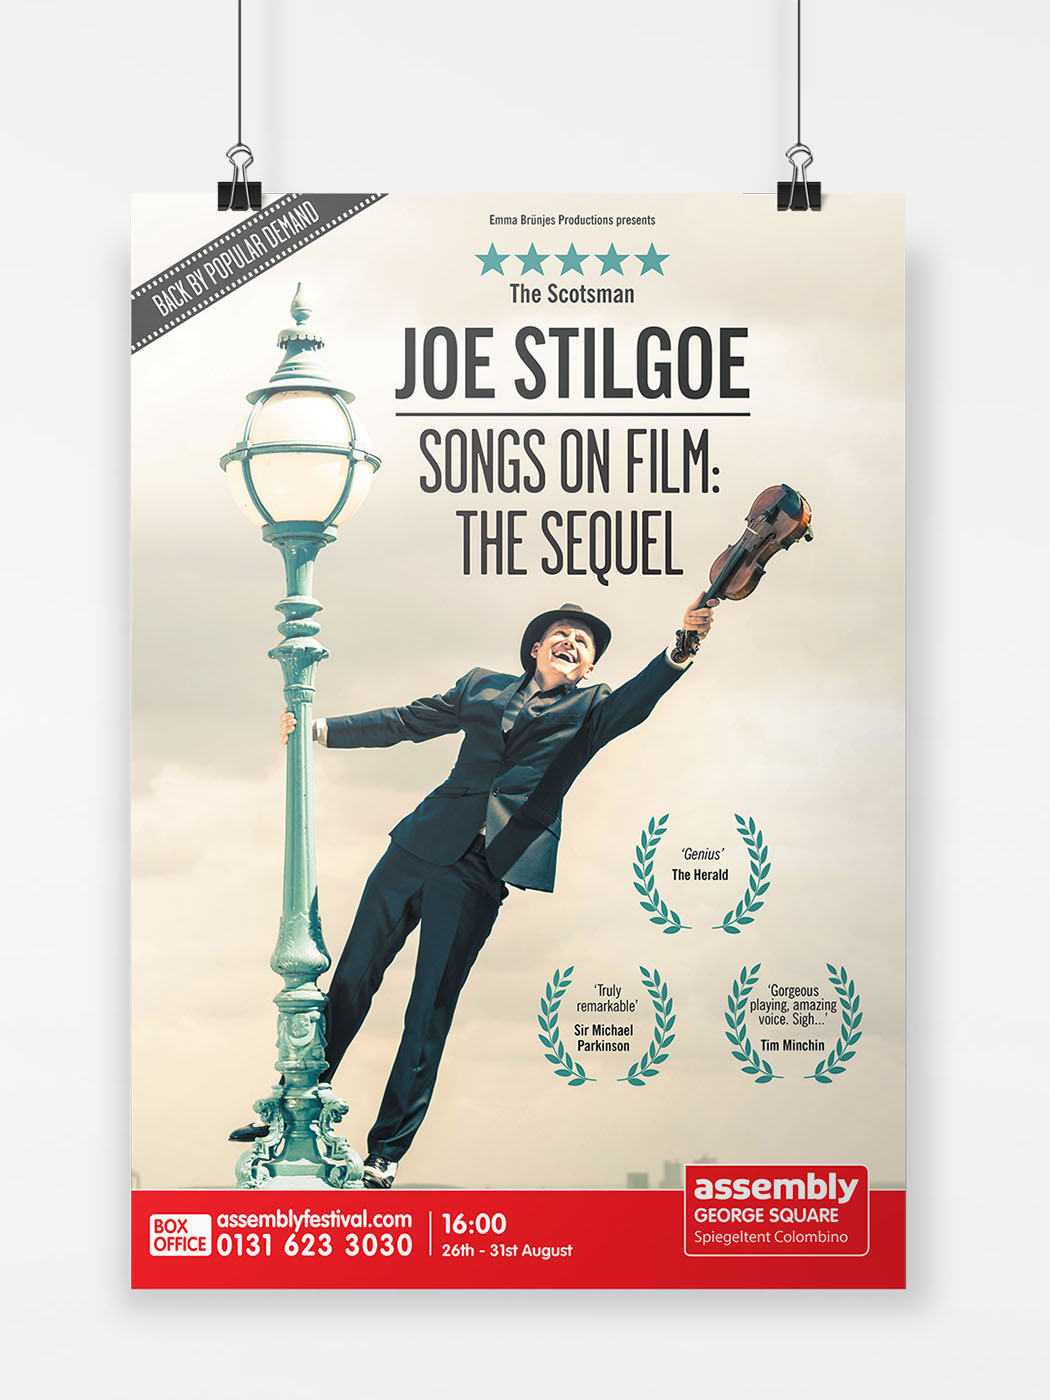 BACK BY POPULAR DEMAND
Emma Brünjes Productions presents
The Scotsman
JOE STILGOE
SONGS ON FILM:
THE SEQUEL
‘Genius’
The Herald
‘Truly
remarkable’
Sir Michael
Parkinson
‘Gorgeous
playing, amazing
voice. Sigh...’
Tim Minchin
BOX
OFFICE
assemblyfestival.com
0131 623 3030
16:00
26th - 31st August
assembly
GEORGE SQUARE
Spiegeltent Colombino